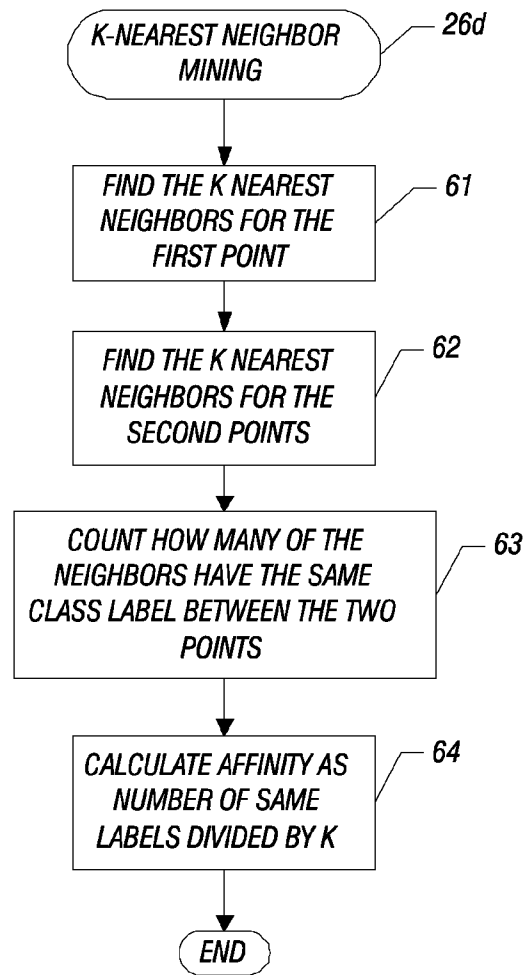 K-NEAREST NEIGHBOR
MINING
26d
FIND THE K NEAREST
NEIGHBORS FOR THE
FIRST POINT
61
FIND THE K NEAREST
NEIGHBORS FOR THE
SECOND POINTS
62
COUNT HOW MANY OF THE
NEIGHBORS HAVE THE SAME
CLASS LABEL BETWEEN THE TWO
POINTS
63
CALCULATE AFFINITY AS
NUMBER OF SAME
LABELS DIVIDED BY K
64
END